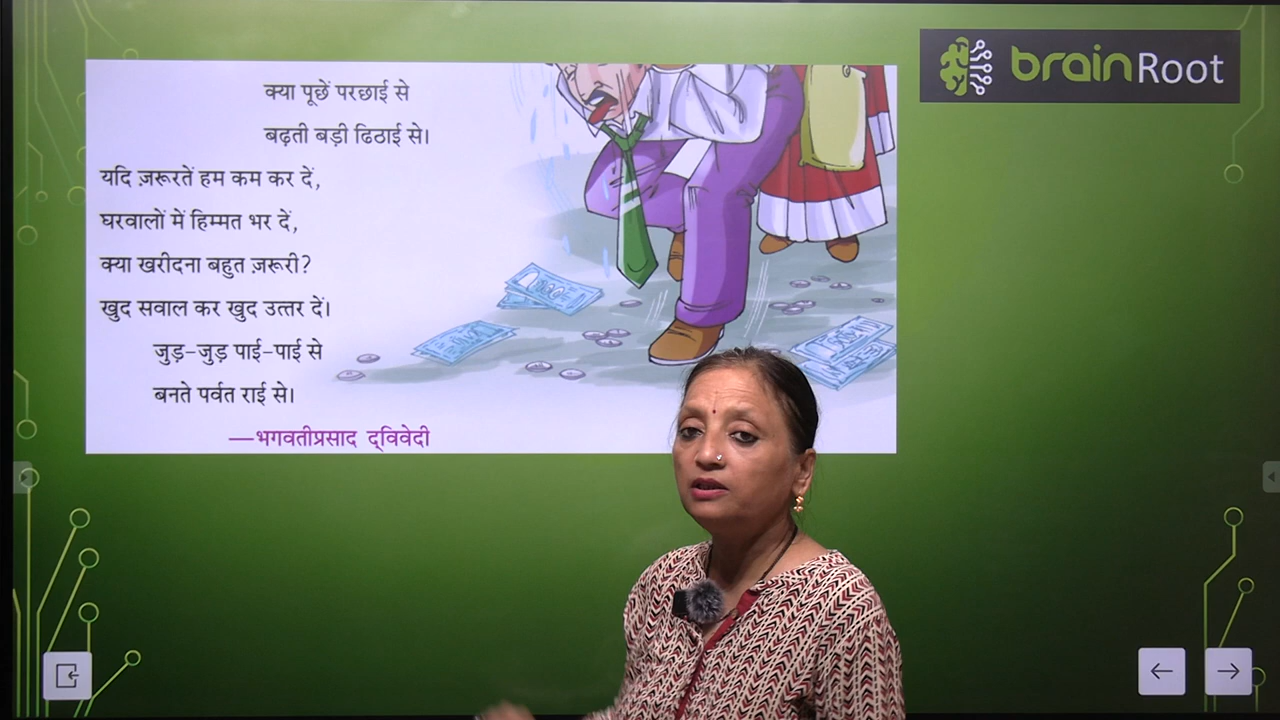 brainRoot
क्या पूछें परछाई से
बढ़ती बड़ी ढिठाई से।
यदि ज़रूरतें हम कम कर दें,
घरवालों में हिम्मत भर दें,
क्या खरीदना बहुत ज़रूरी?
खुद सवाल कर खुद उत्तर दें।
जुड़-जुड़ पाई-पाई से
बनते पर्वत राई से।
—भगवतीप्रसाद द्‌विवेदी